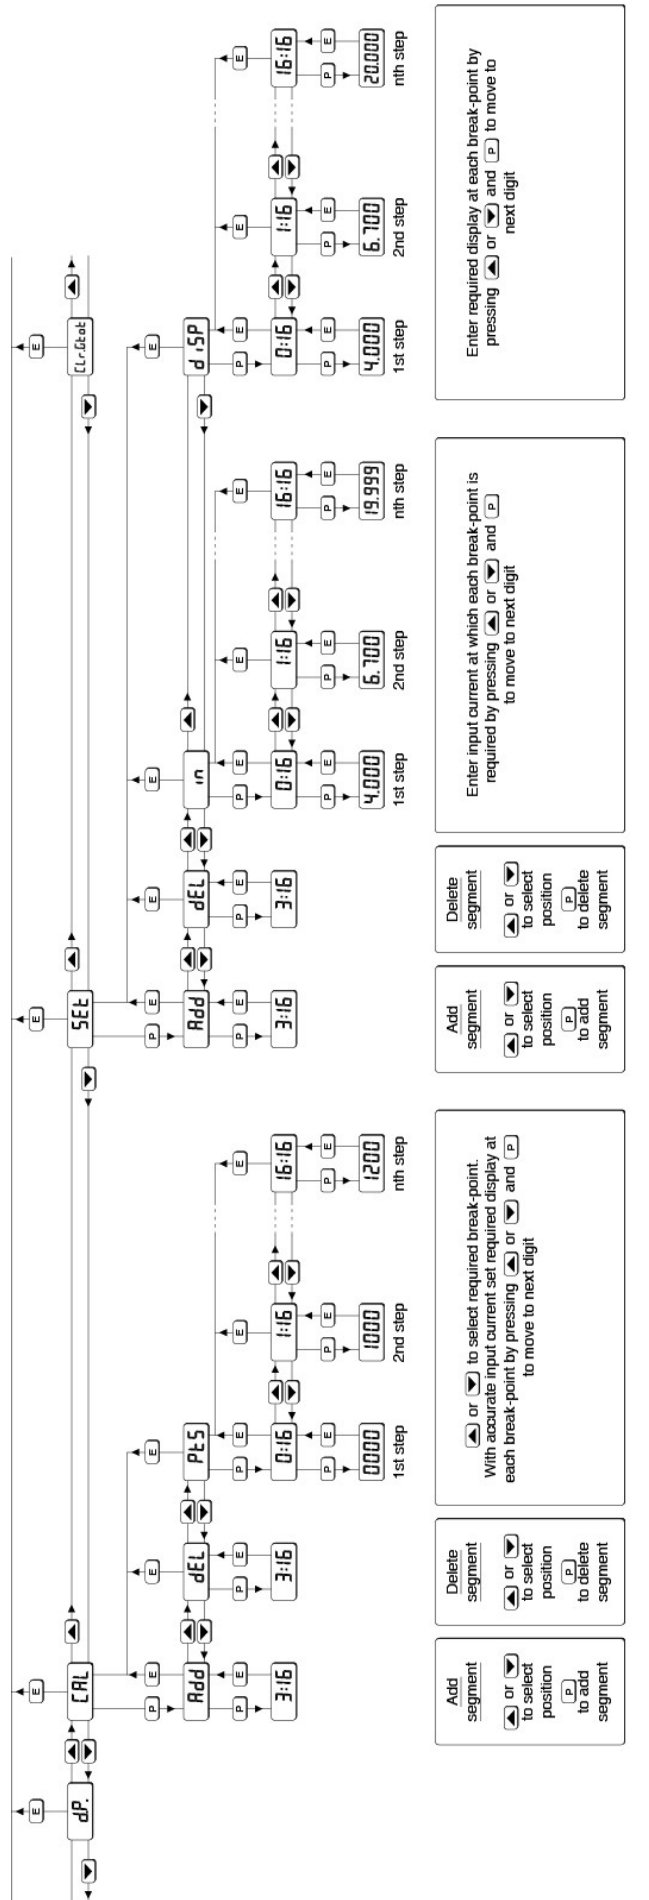 E E E E
dP. CAL SEt CLr.Gtot
P E E E P E E E E
Add dEL PtS Add dEL in diSP
P E P E P E E E P E P E P E E E P E E E
3:16 3:16 0:16 1:16 16:16 3:16 3:16 0:16 1:16 16:16 0:16 1:16 16:16
P E P E P E P E P E P E P E P E P E
0000 1000 1200 4.000 6.700 19.999 4.000 6.700 20.000
1st step 2nd step nth step 1st step 2nd step nth step 1st step 2nd step nth step
Add
segment
▲ or ▼
to select
position
P
to add
segment
Delete
segment
▲ or ▼
to select
position
P
to delete
segment
▲ or ▼ to select required break-point.
With accurate input current set required display at
each break-point by pressing ▲ or ▼ and P
to move to next digit
Add
segment
▲ or ▼
to select
position
P
to add
segment
Delete
segment
▲ or ▼
to select
position
P
to delete
segment
Enter input current at which each break-point is
required by pressing ▲ or ▼ and P
to move to next digit
Enter required display at each break-point by
pressing ▲ or ▼ and P to move to
next digit